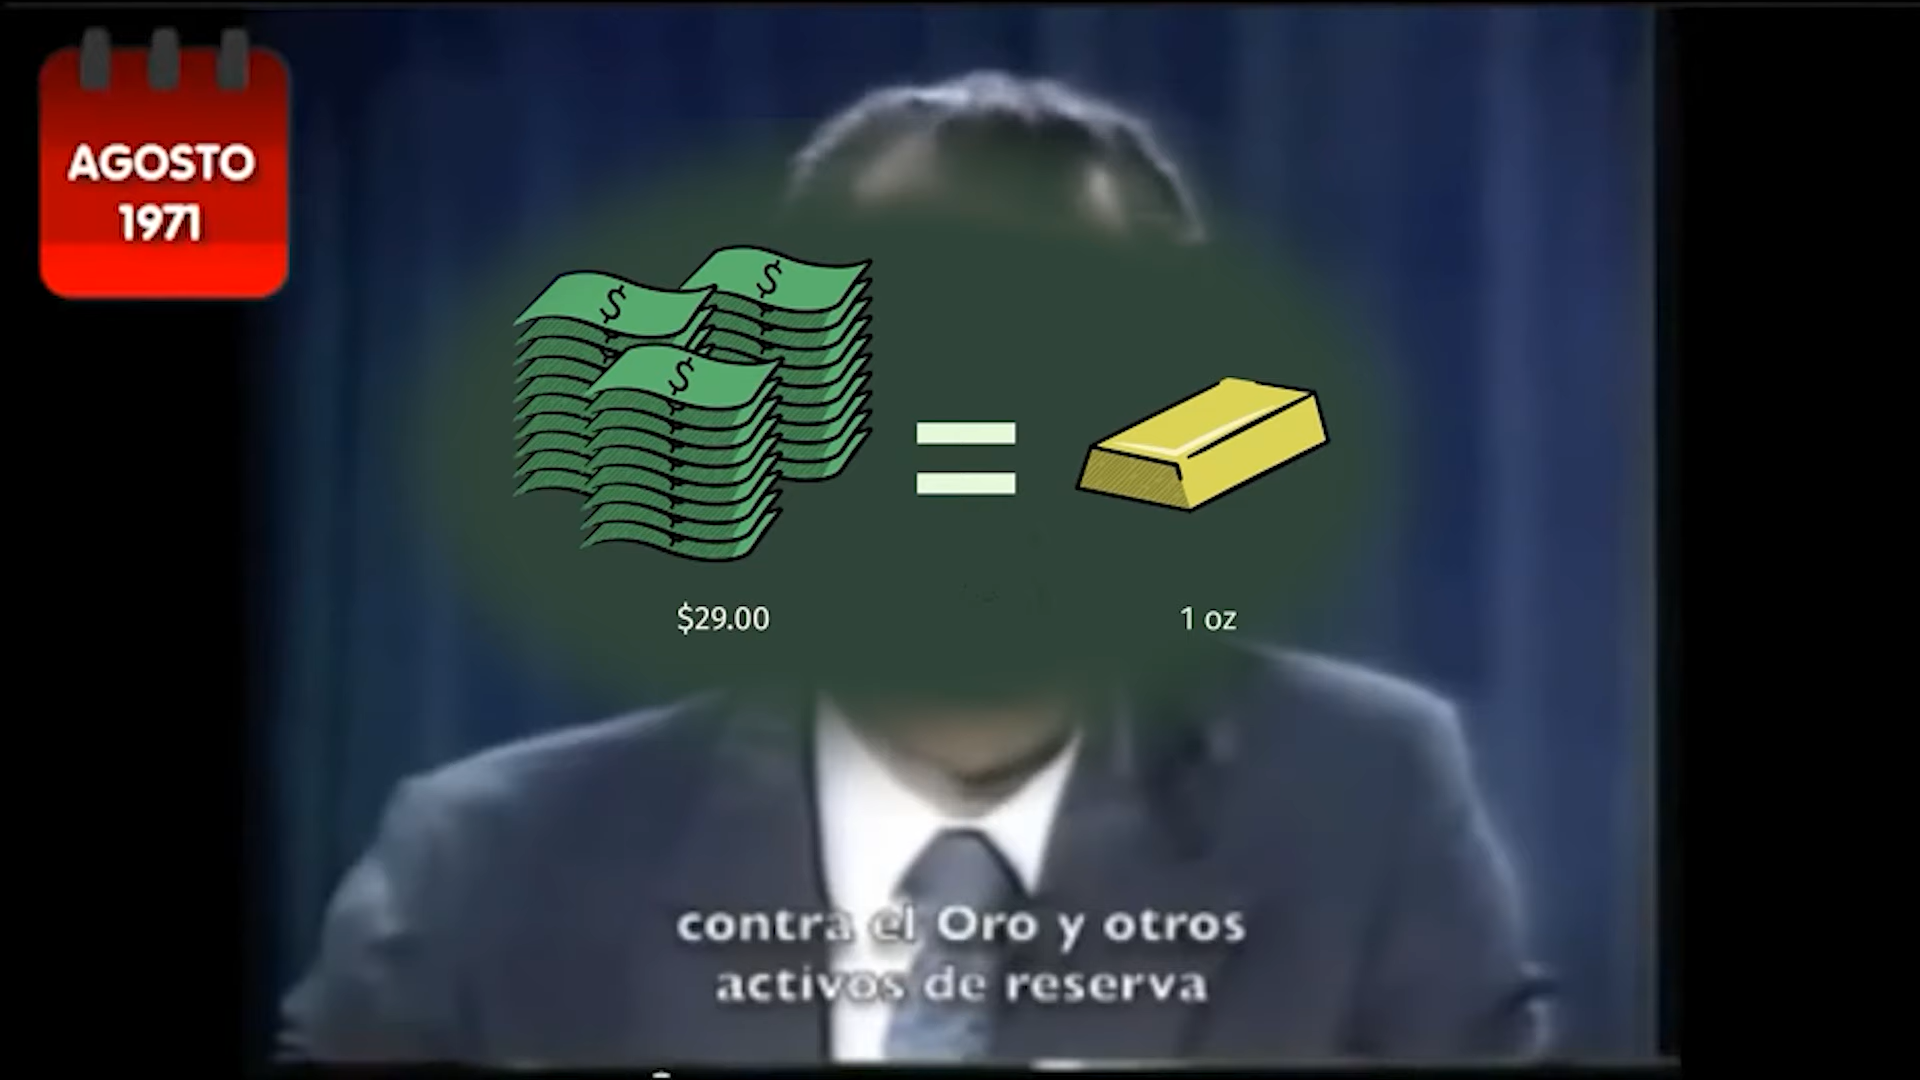 AGOSTO
1971
$ $ $
$29.00
1 oz
contra el Oro y otros
activos de reserva